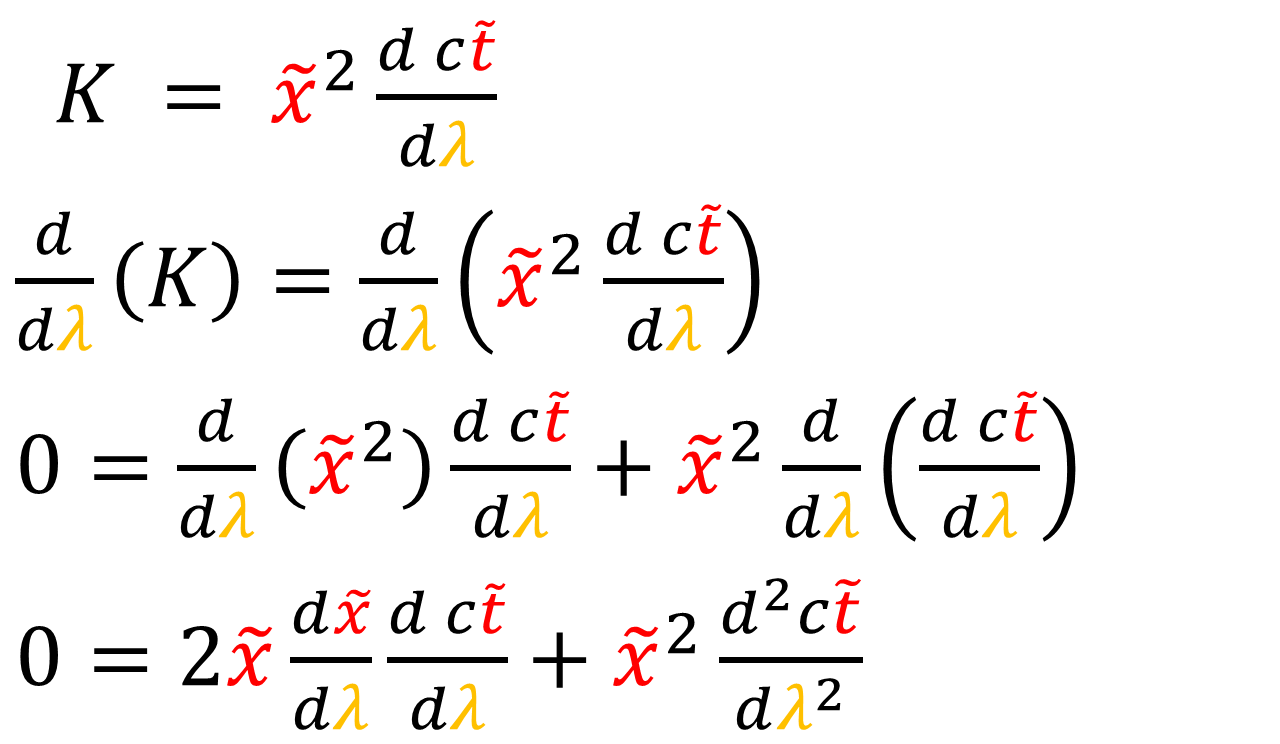 K = x̃² d ct̃ / dλ
d/dλ (K) = d/dλ (x̃² d ct̃ / dλ)
0 = d/dλ (x̃²) d ct̃ / dλ + x̃² d/dλ (d ct̃ / dλ)
0 = 2x̃ dx̃/dλ d ct̃ / dλ + x̃² d²ct̃ / dλ²